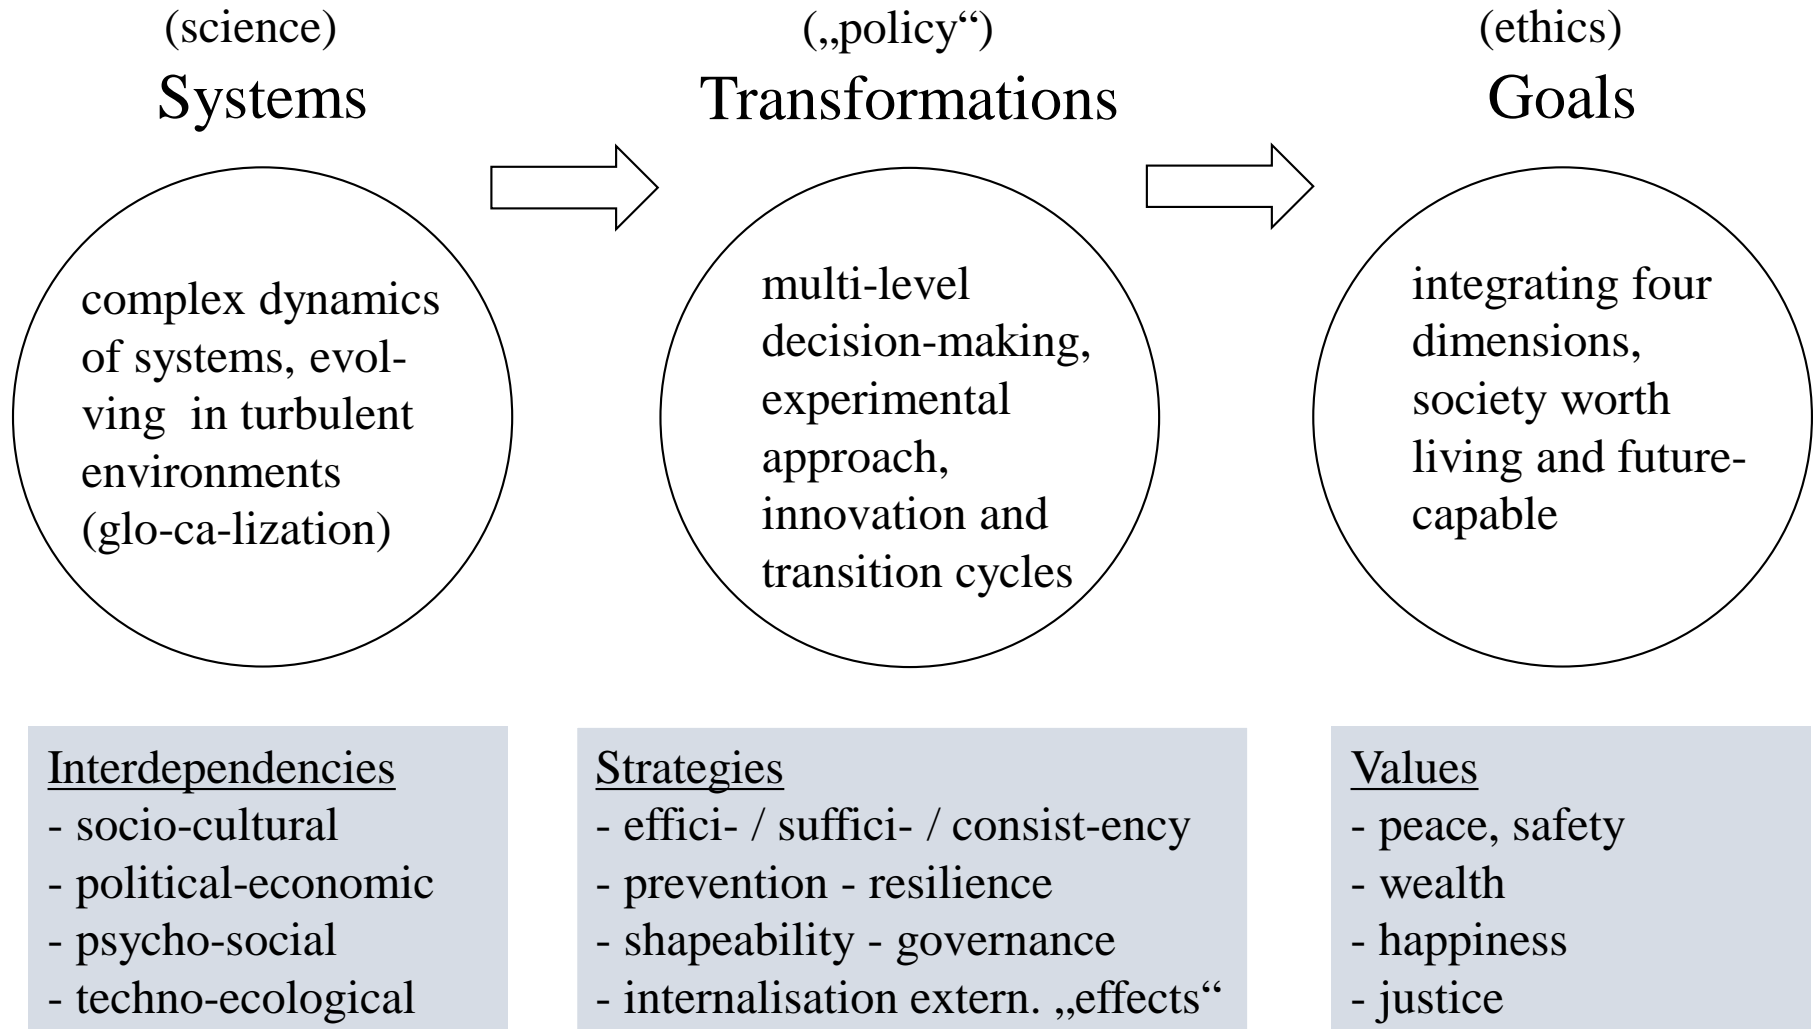 (science)
Systems
complex dynamics
of systems, evol-
ving  in turbulent
environments
(glo-ca-lization)
Interdependencies
- socio-cultural
- political-economic
- psycho-social
- techno-ecological
(„policy“)
Transformations
multi-level
decision-making,
experimental
approach,
innovation and
transition cycles
Strategies
- effici- / suffici- / consist-ency
- prevention - resilience
- shapeability - governance
- internalisation extern. „effects“
(ethics)
Goals
integrating four
dimensions,
society worth
living and future-
capable
Values
- peace, safety
- wealth
- happiness
- justice